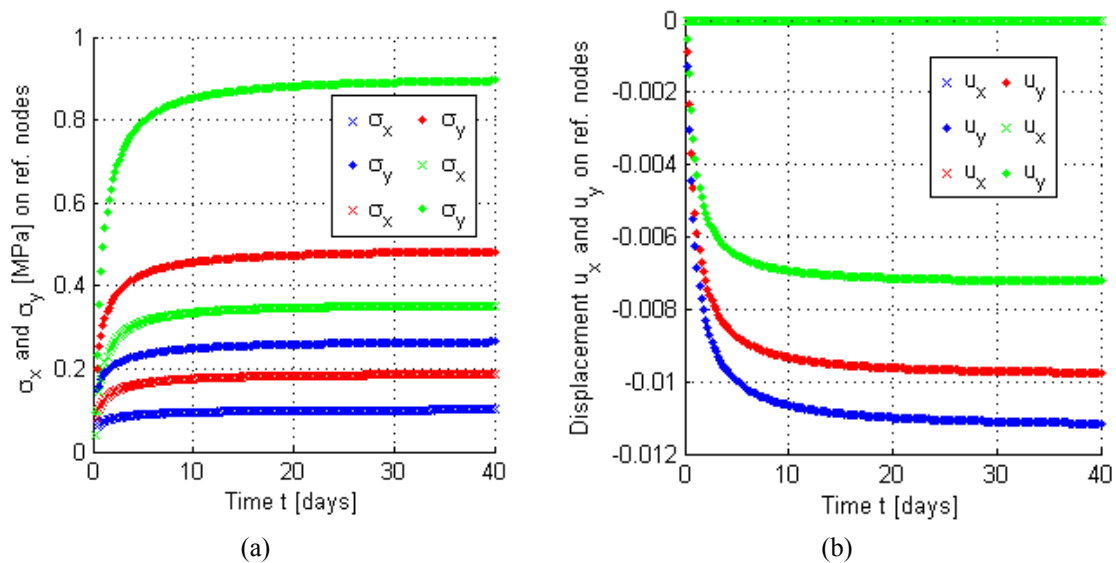 1
0.8
0.6
0.4
0.2
0
0 10 20 30 40
σx and σy [MPa] on ref. nodes
Time t [days]
σx σy
σy σx
σx σy
(a)
0
-0.002
-0.004
-0.006
-0.008
-0.01
-0.012
0 10 20 30 40
Displacement ux and uy on ref. nodes
Time t [days]
ux uy
uy ux
ux uy
(b)